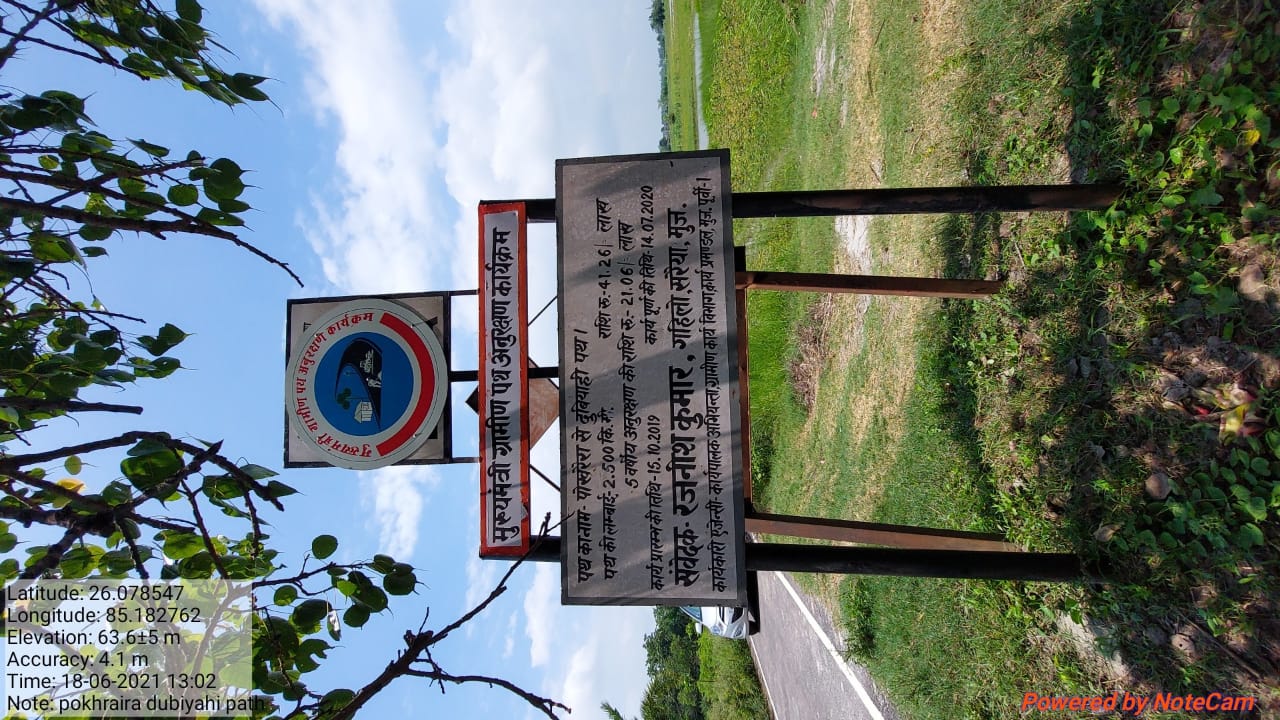 मुख्यमंत्री ग्रामीण पथ अनुरक्षण कार्यक्रम
मुख्यमंत्री ग्रामीण पथ अनुरक्षण कार्यक्रम
पथ का नाम:- पोखरैरा से दुबियाही पथ।
पथ की लम्बाई:- 2.500 कि.मी. राशि रू.-41.26/- लाख
5 वर्षीय अनुरक्षण की राशि रू.:- 21.06/- लाख
कार्य प्रारम्भ की तिथि:-15.10.2019 कार्य पूर्ण की तिथि:-14.07.2020
संवेदक:- रजनीश कुमार, गहिलो सरैया, मुज.
कार्यकारी एजेन्सी:-कार्यपालक अभियंता ग्रामीण कार्य विभाग कार्य प्रमण्डल, मुज. पूर्वी-1
Latitude: 26.078547
Longitude: 85.182762
Elevation: 63.6±5 m
Accuracy: 4.1 m
Time: 18-06-2021 13:02
Note: pokhraira dubiyahi path
Powered by NoteCam